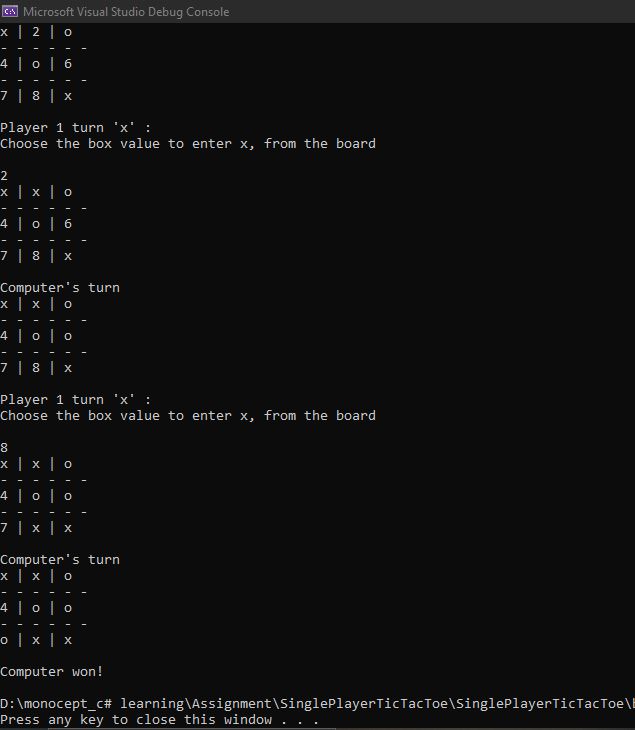 Microsoft Visual Studio Debug Console
x | 2 | o
- - - - - -
4 | o | 6
- - - - - -
7 | 8 | x
Player 1 turn 'x' :
Choose the box value to enter x, from the board
2
x | x | o
- - - - - -
4 | o | 6
- - - - - -
7 | 8 | x
Computer's turn
x | x | o
- - - - - -
4 | o | o
- - - - - -
7 | 8 | x
Player 1 turn 'x' :
Choose the box value to enter x, from the board
8
x | x | o
- - - - - -
4 | o | o
- - - - - -
7 | x | x
Computer's turn
x | x | o
- - - - - -
4 | o | o
- - - - - -
o | x | x
Computer won!
D:\monocept_c# learning\Assignment\SinglePlayerTicTacToe\SinglePlayerTicTacToe\
Press any key to close this window . . .